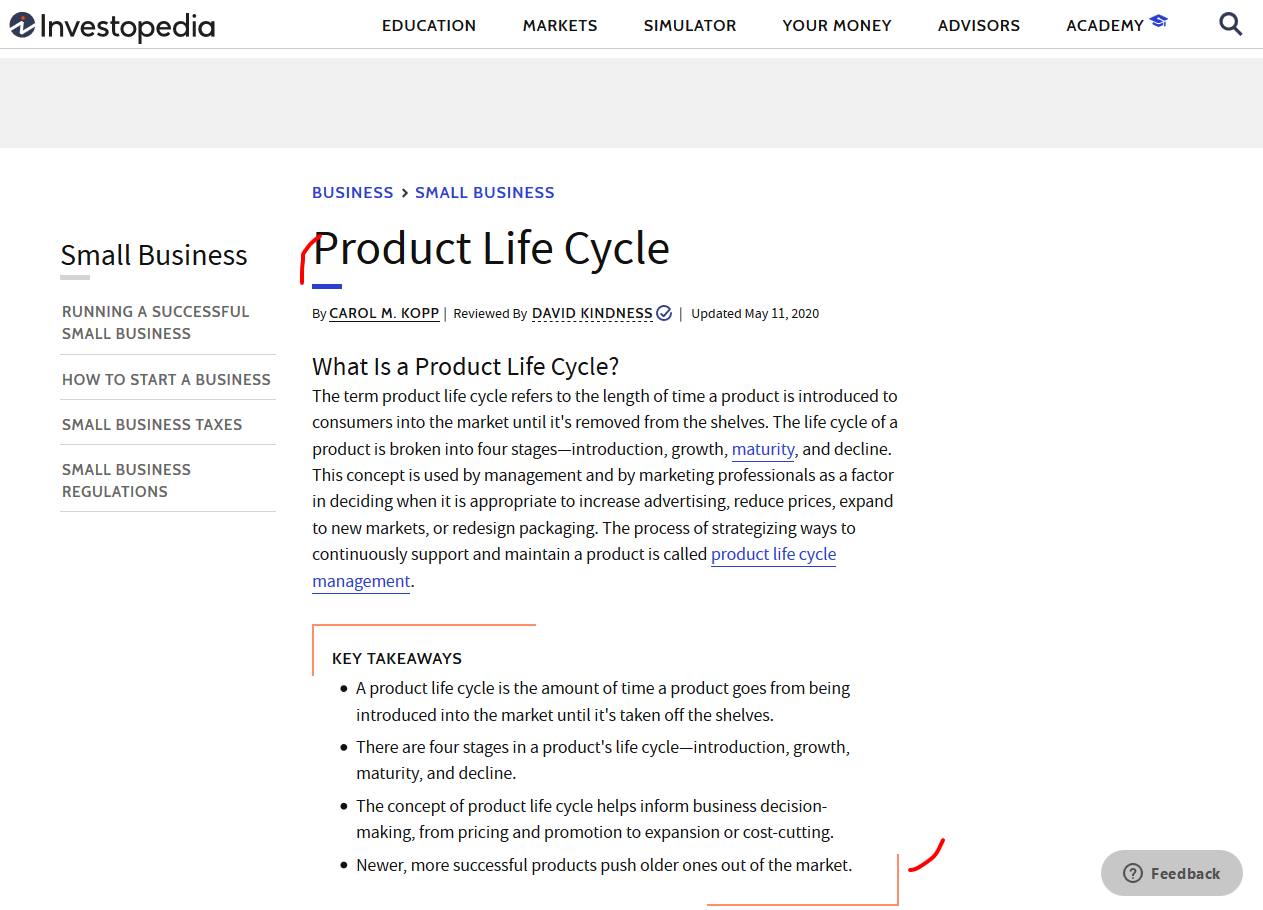 Investopedia
EDUCATION MARKETS SIMULATOR YOUR MONEY ADVISORS ACADEMY
BUSINESS > SMALL BUSINESS
Small Business
RUNNING A SUCCESSFUL
SMALL BUSINESS
HOW TO START A BUSINESS
SMALL BUSINESS TAXES
SMALL BUSINESS
REGULATIONS
Product Life Cycle
By CAROL M. KOPP | Reviewed By DAVID KINDNESS | Updated May 11, 2020
What Is a Product Life Cycle?
The term product life cycle refers to the length of time a product is introduced to
consumers into the market until it's removed from the shelves. The life cycle of a
product is broken into four stages—introduction, growth, maturity, and decline.
This concept is used by management and by marketing professionals as a factor
in deciding when it is appropriate to increase advertising, reduce prices, expand
to new markets, or redesign packaging. The process of strategizing ways to
continuously support and maintain a product is called product life cycle
management.
KEY TAKEAWAYS
• A product life cycle is the amount of time a product goes from being
introduced into the market until it's taken off the shelves.
• There are four stages in a product's life cycle—introduction, growth,
maturity, and decline.
• The concept of product life cycle helps inform business decision-
making, from pricing and promotion to expansion or cost-cutting.
• Newer, more successful products push older ones out of the market.
? Feedback